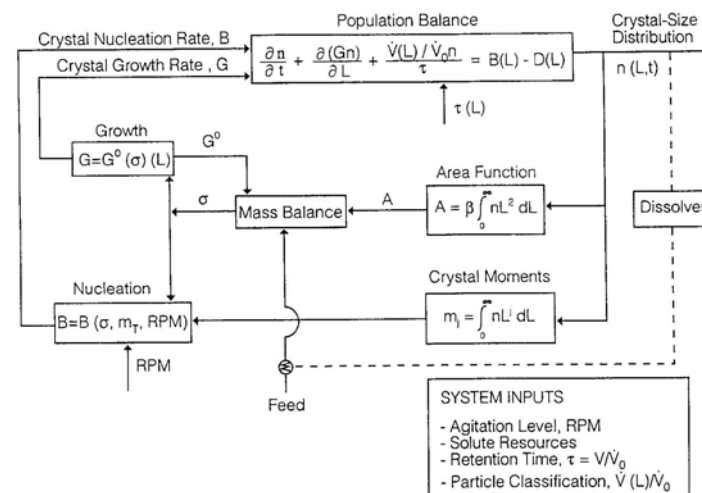 Population Balance
Crystal-Size
Distribution
Crystal Nucleation Rate, B
Crystal Growth Rate , G
∂n/∂t + ∂(Gn)/∂L + V̇(L) / V̇₀n/τ = B(L) - D(L)
n (L,t)
τ (L)
Growth
G=G⁰ (σ) (L)
G⁰
σ
Mass Balance
A
Area Function
A = β∫₀^∞ nL² dL
Dissolver
Nucleation
B=B (σ, m_T, RPM)
RPM
Crystal Moments
m_j = ∫₀^∞ nL^j dL
Feed
SYSTEM INPUTS
- Agitation Level, RPM
- Solute Resources
- Retention Time, τ = V/V̇₀
- Particle Classification, V̇ (L)/V̇₀